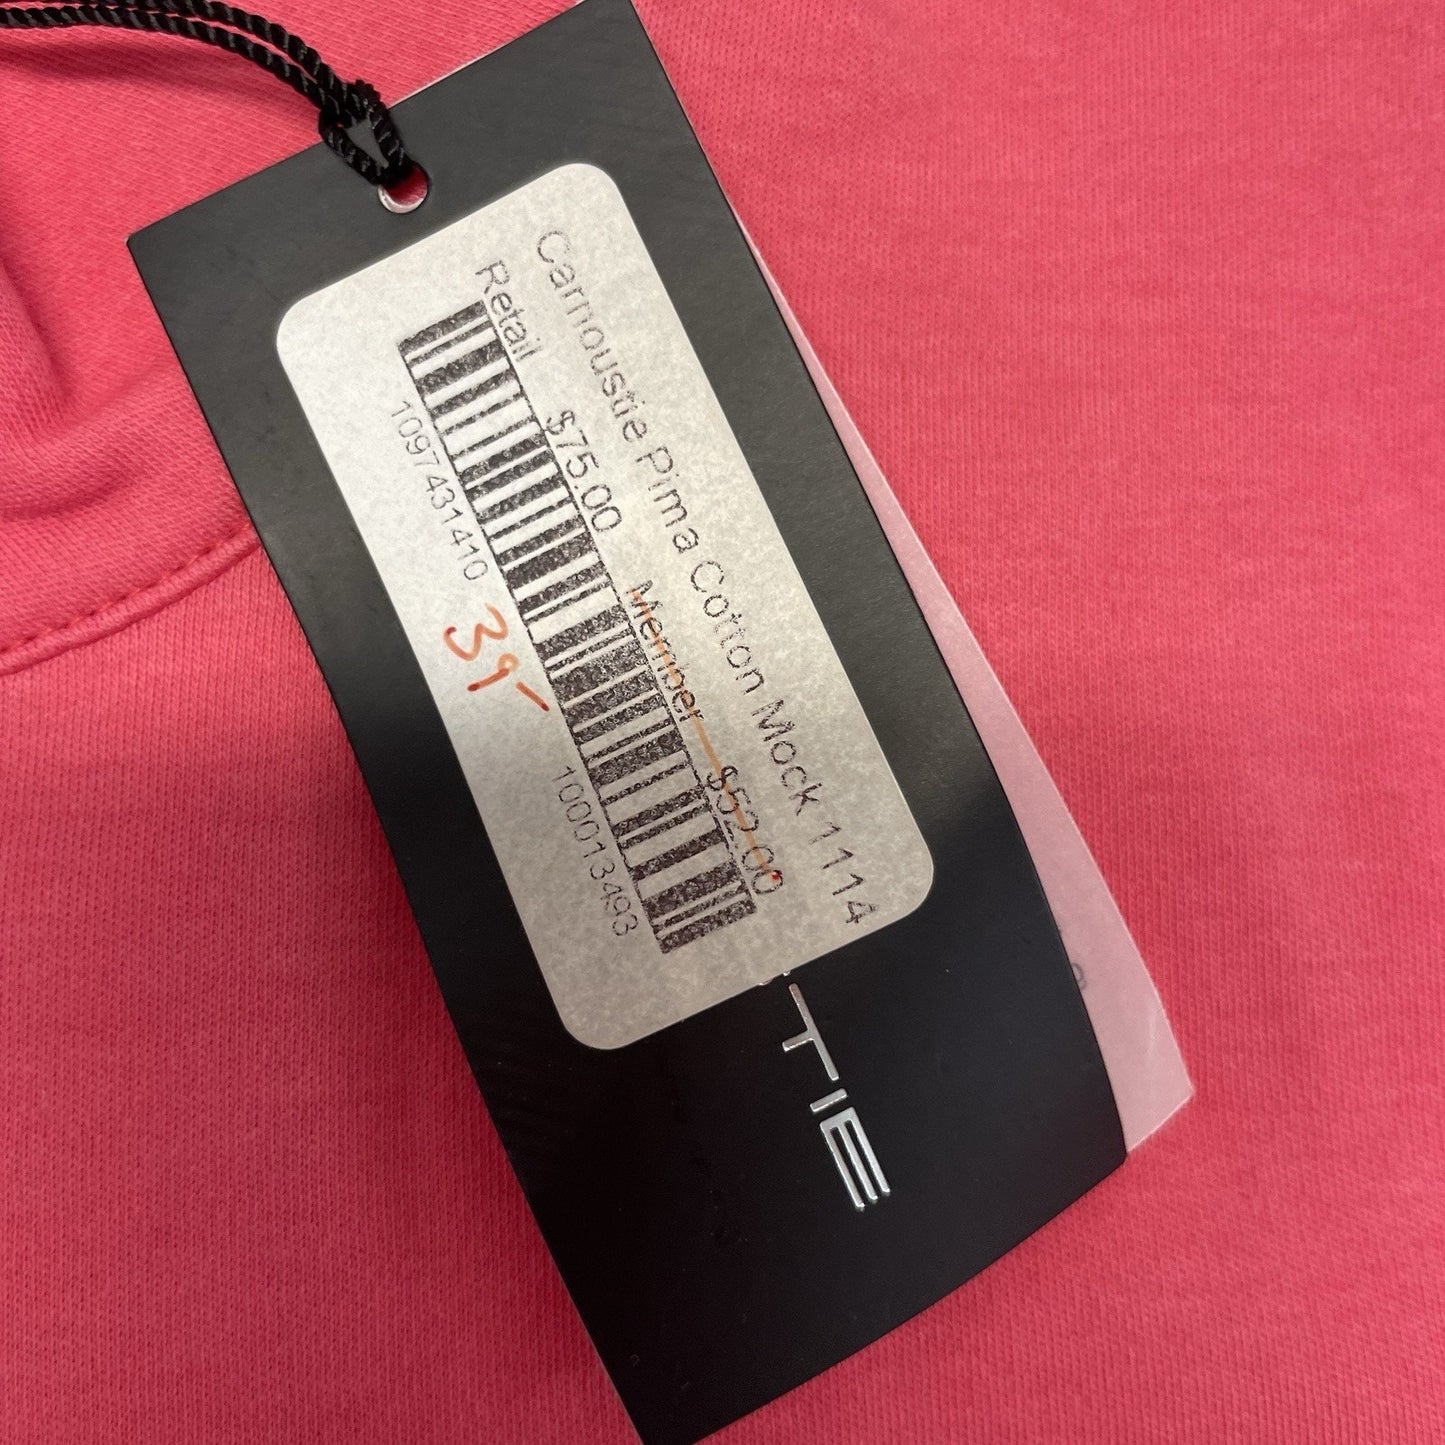 Carnoustie Pima Cotton Mock 1114
Retail $75.00 Member $52.00
1097431410 100013493
39-
TIE